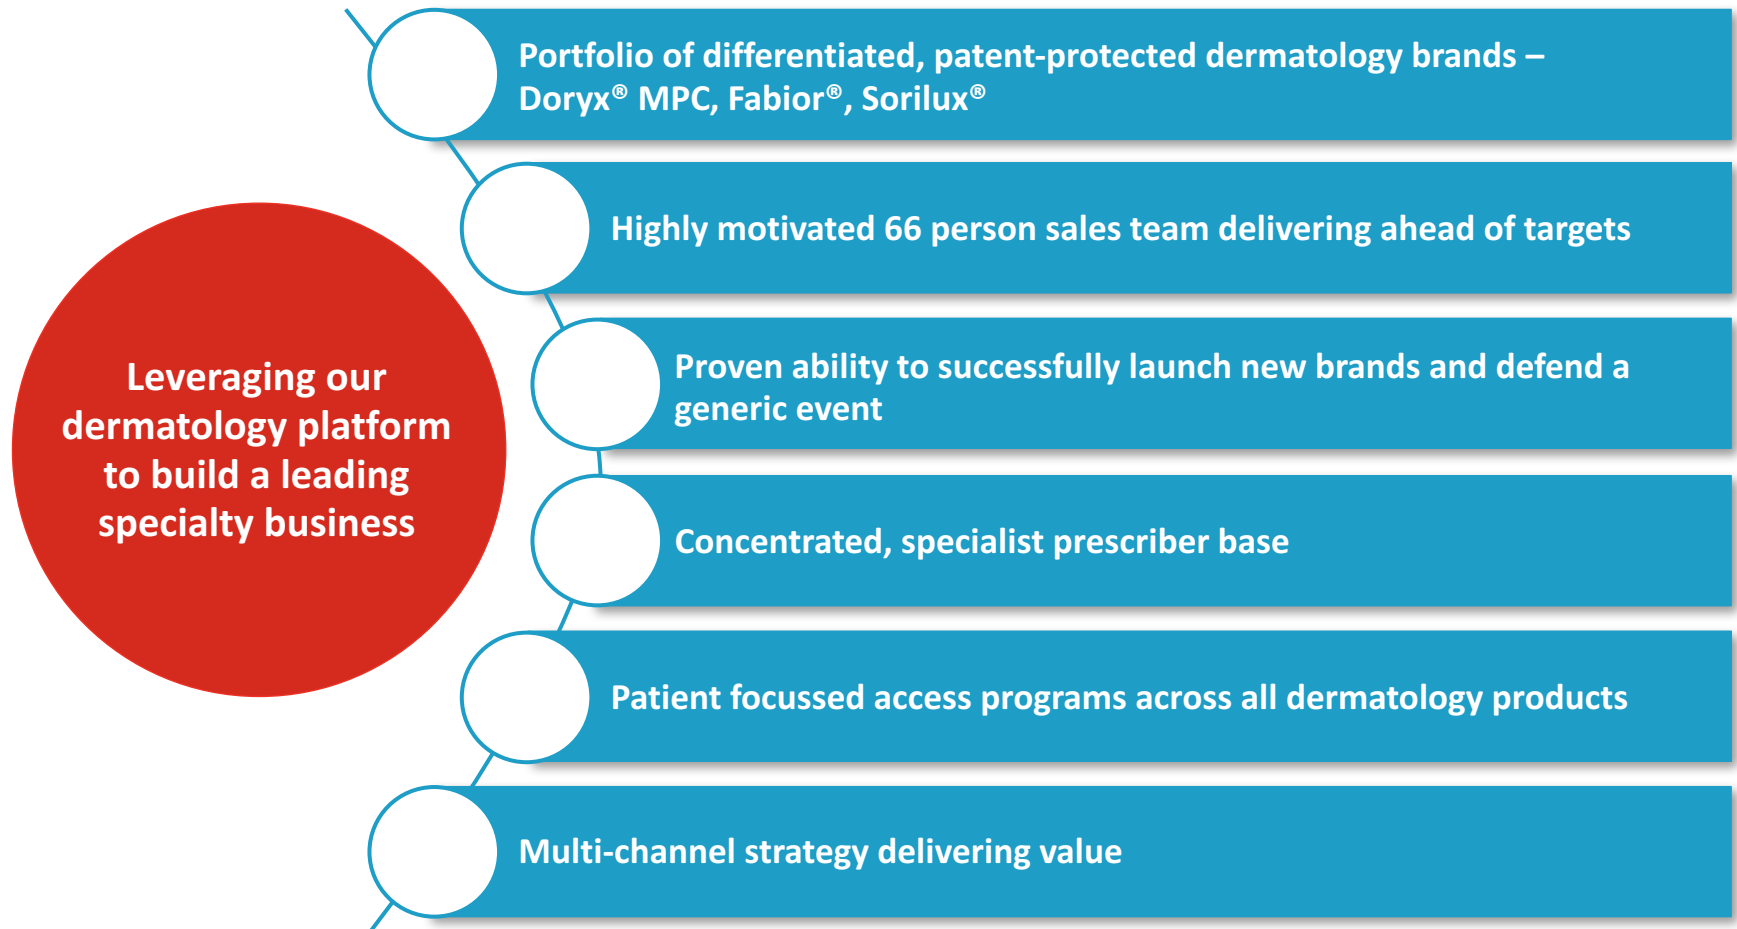 Portfolio of differentiated, patent-protected dermatology brands –
Doryx® MPC, Fabior®, Sorilux®
Highly motivated 66 person sales team delivering ahead of targets
Leveraging our
dermatology platform
to build a leading
specialty business
Proven ability to successfully launch new brands and defend a
generic event
Concentrated, specialist prescriber base
Patient focussed access programs across all dermatology products
Multi-channel strategy delivering value